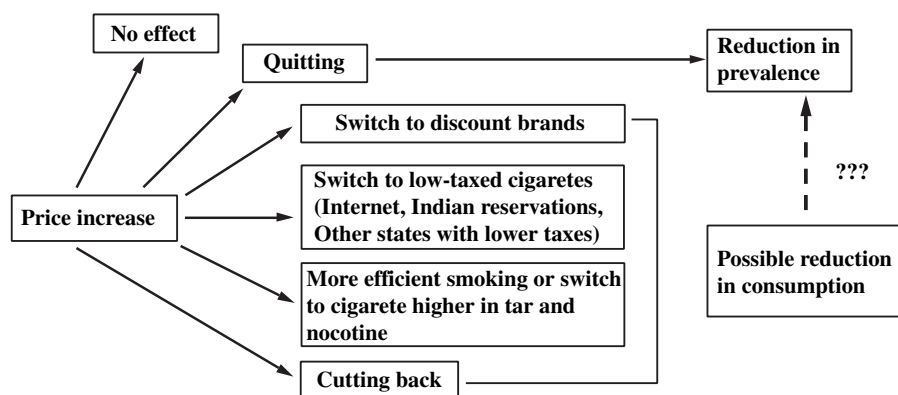 No effect
Quitting
Reduction in
prevalence
Switch to discount brands
???
Switch to low-taxed cigaretes
(Internet, Indian reservations,
Other states with lower taxes)
Price increase
Possible reduction
in consumption
More efficient smoking or switch
to cigarete higher in tar and
nocotine
Cutting back